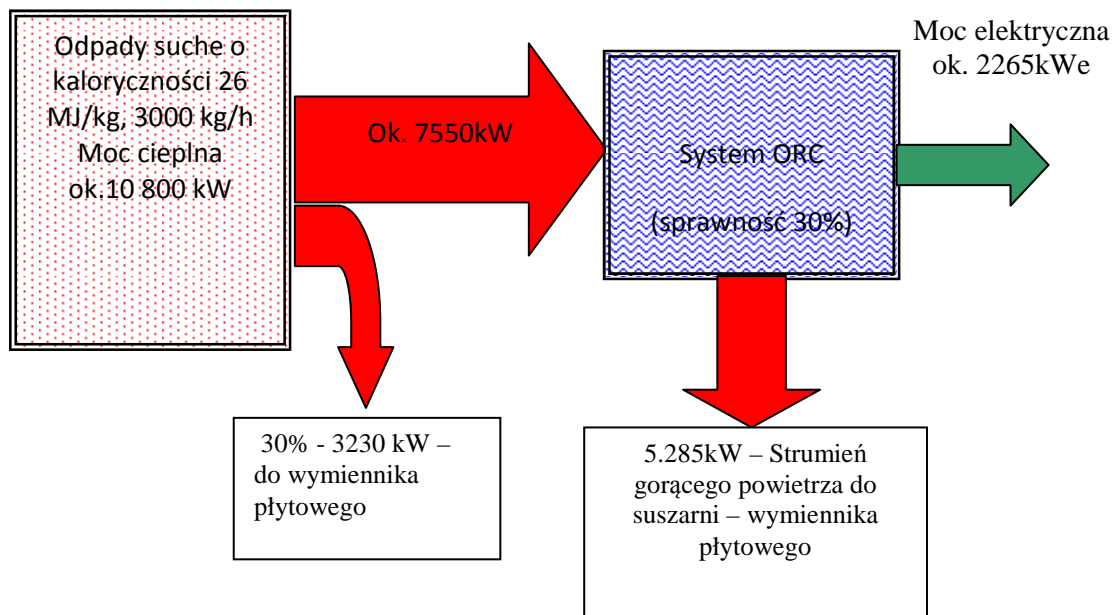 Odpady suche o
kaloryczności 26
MJ/kg, 3000 kg/h
Moc cieplna
ok.10 800 kW
Ok. 7550kW
System ORC
(sprawność 30%)
Moc elektryczna
ok. 2265kWe
30% - 3230 kW –
do wymiennika
płytowego
5.285kW – Strumień
gorącego powietrza do
suszarni – wymiennika
płytowego